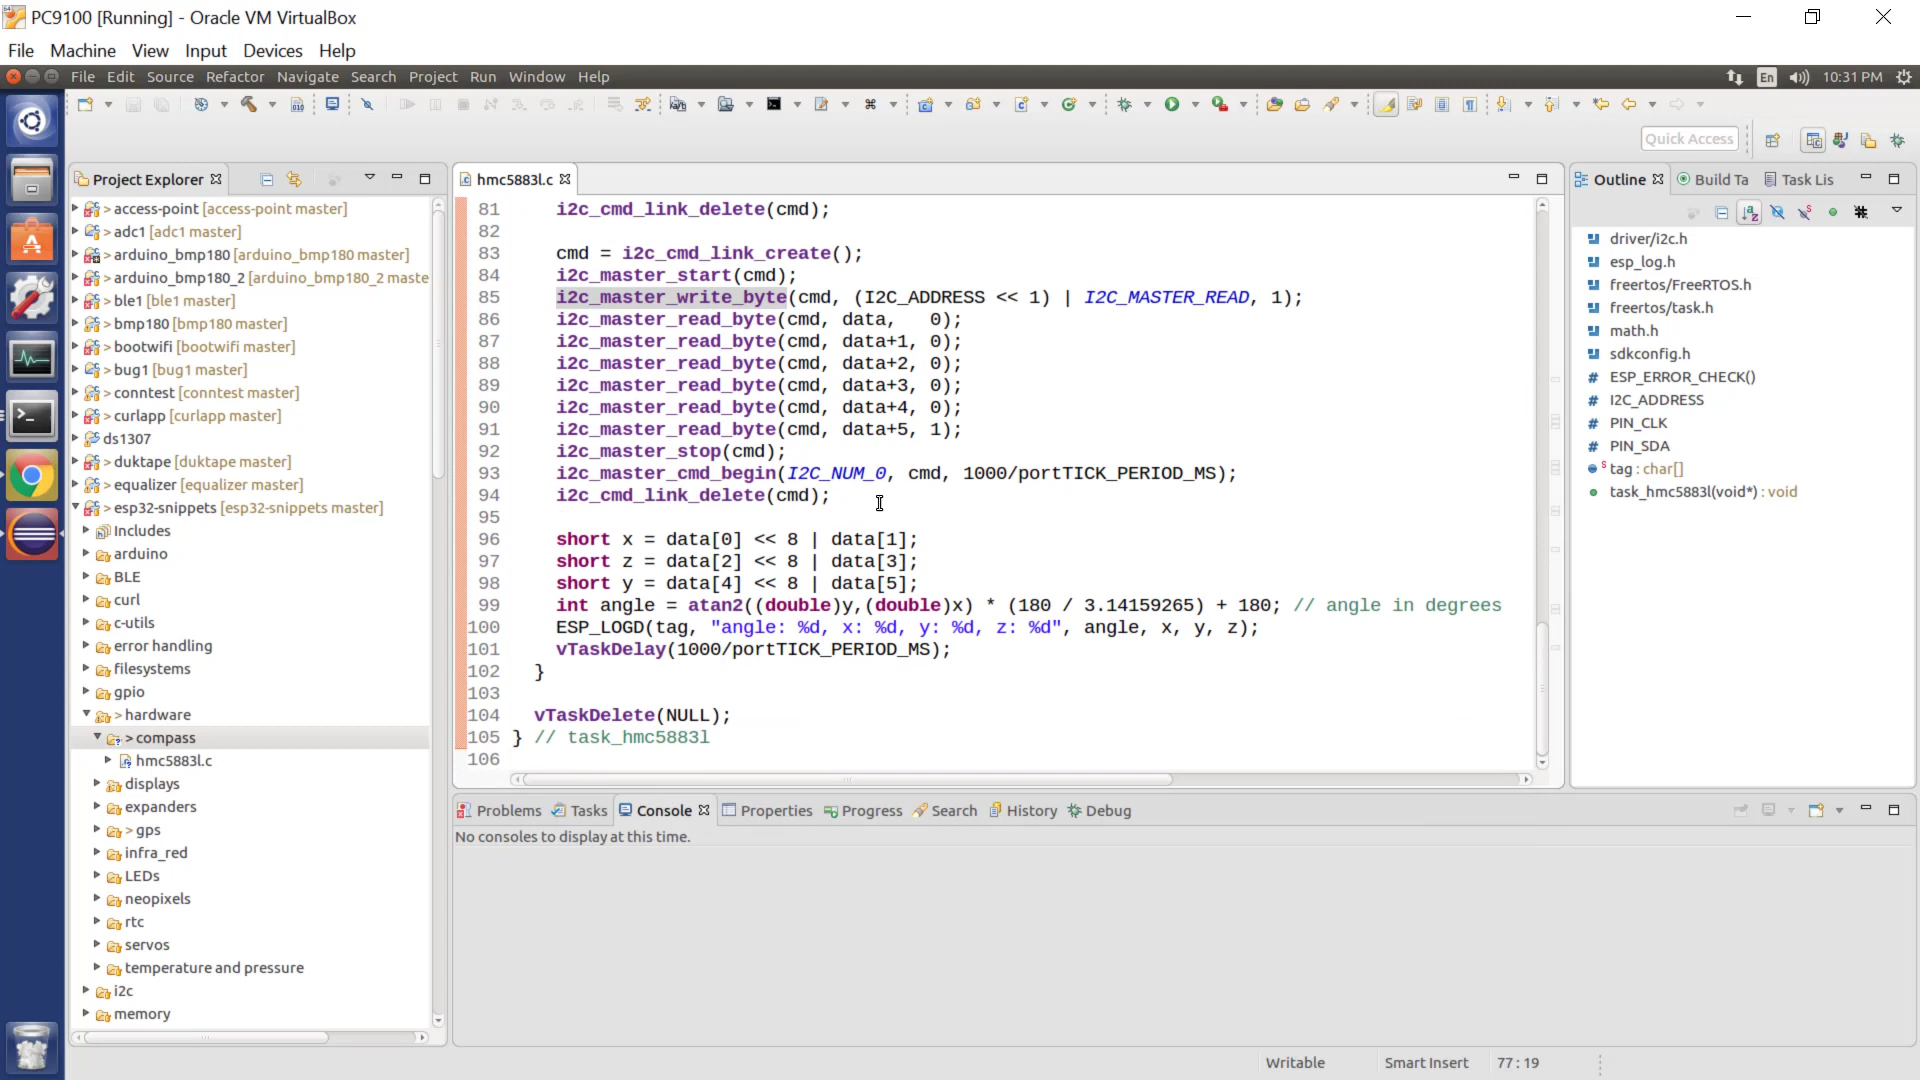 PC9100 [Running] - Oracle VM VirtualBox
File Machine View Input Devices Help
File Edit Source Refactor Navigate Search Project Run Window Help
En 10:31 PM
Quick Access
Project Explorer
> access-point [access-point master]
> adc1 [adc1 master]
> arduino_bmp180 [arduino_bmp180 master]
> arduino_bmp180_2 [arduino_bmp180_2 maste
> ble1 [ble1 master]
> bmp180 [bmp180 master]
> bootwifi [bootwifi master]
> bug1 [bug1 master]
> conntest [conntest master]
> curlapp [curlapp master]
ds1307
> duktape [duktape master]
> equalizer [equalizer master]
> esp32-snippets [esp32-snippets master]
Includes
arduino
BLE
curl
c-utils
error handling
filesystems
gpio
> hardware
> compass
hmc5883l.c
displays
expanders
> gps
infra_red
LEDs
neopixels
rtc
servos
temperature and pressure
i2c
memory
hmc5883l.c
81 i2c_cmd_link_delete(cmd);
82
83 cmd = i2c_cmd_link_create();
84 i2c_master_start(cmd);
85 i2c_master_write_byte(cmd, (I2C_ADDRESS << 1) | I2C_MASTER_READ, 1);
86 i2c_master_read_byte(cmd, data,   0);
87 i2c_master_read_byte(cmd, data+1, 0);
88 i2c_master_read_byte(cmd, data+2, 0);
89 i2c_master_read_byte(cmd, data+3, 0);
90 i2c_master_read_byte(cmd, data+4, 0);
91 i2c_master_read_byte(cmd, data+5, 1);
92 i2c_master_stop(cmd);
93 i2c_master_cmd_begin(I2C_NUM_0, cmd, 1000/portTICK_PERIOD_MS);
94 i2c_cmd_link_delete(cmd);
95
96 short x = data[0] << 8 | data[1];
97 short z = data[2] << 8 | data[3];
98 short y = data[4] << 8 | data[5];
99 int angle = atan2((double)y,(double)x) * (180 / 3.14159265) + 180; // angle in degrees
100 ESP_LOGD(tag, "angle: %d, x: %d, y: %d, z: %d", angle, x, y, z);
101 vTaskDelay(1000/portTICK_PERIOD_MS);
102 }
103
104 vTaskDelete(NULL);
105 } // task_hmc5883l
106
Outline Build Ta Task Lis
driver/i2c.h
esp_log.h
freertos/FreeRTOS.h
freertos/task.h
math.h
sdkconfig.h
# ESP_ERROR_CHECK()
# I2C_ADDRESS
# PIN_CLK
# PIN_SDA
tag : char[]
task_hmc5883l(void*) : void
Problems Tasks Console Properties Progress Search History Debug
No consoles to display at this time.
Writable Smart Insert 77 : 19